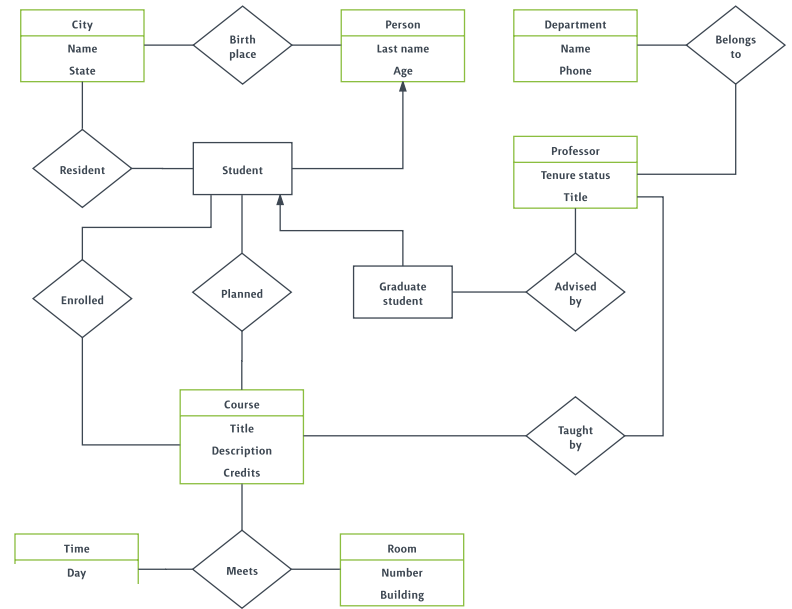 City
Name
State
Birth
place
Person
Last name
Age
Department
Name
Phone
Belongs
to
Resident
Student
Professor
Tenure status
Title
Enrolled
Planned
Graduate
student
Advised
by
Course
Title
Description
Credits
Taught
by
Time
Day
Meets
Room
Number
Building